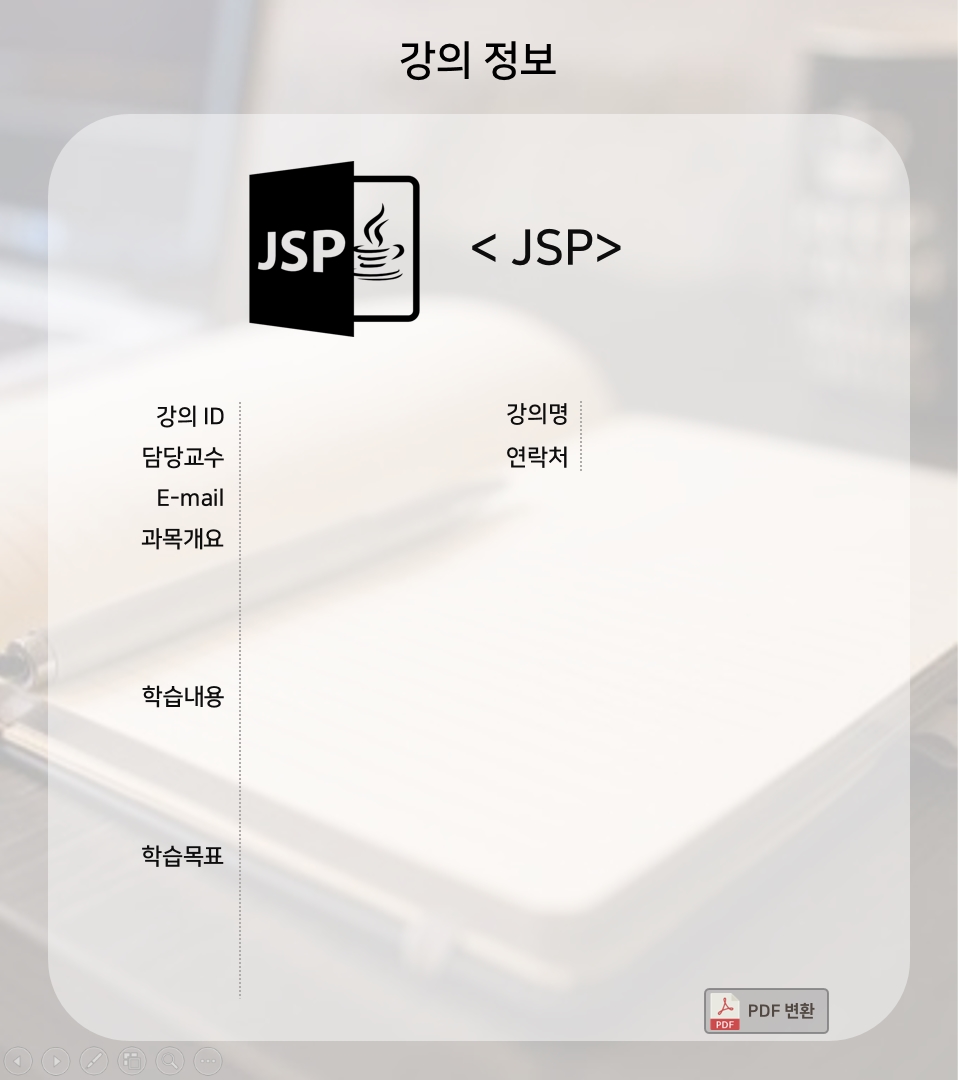 강의 정보
JSP
< JSP>
강의 ID
강의명
담당교수
연락처
E-mail
과목개요
학습내용
학습목표
PDF
PDF 변환